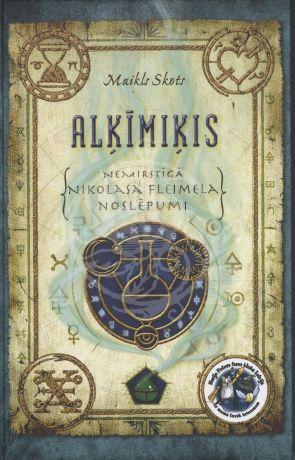 Maikls Skots
ALĶĪMIĶIS
NEMIRSTĪGĀ
NIKOLASA FLEIMELA
NOSLĒPUMI